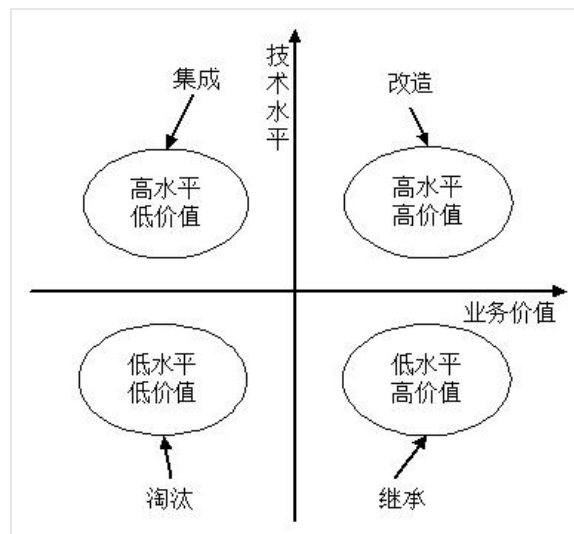 集成
技术水平
改造
高水平
低价值
高水平
高价值
业务价值
低水平
低价值
低水平
高价值
淘汰
继承